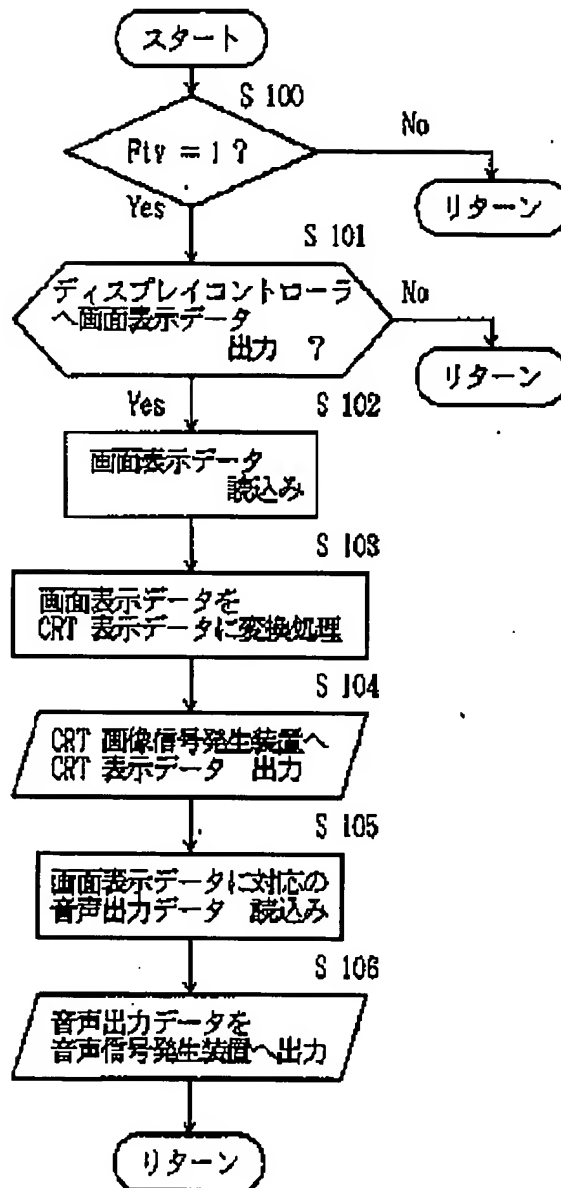 スタート
S 100
Ftv = 1 ?
No
リターン
Yes
S 101
ディスプレイコントローラ
へ画面表示データ
出力 ?
No
リターン
Yes
S 102
画面表示データ
読込み
S 103
画面表示データを
CRT 表示データに変換処理
S 104
CRT 画像信号発生装置へ
CRT 表示データ 出力
S 105
画面表示データに対応の
音声出力データ 読込み
S 106
音声出力データを
音声信号発生装置へ出力
リターン